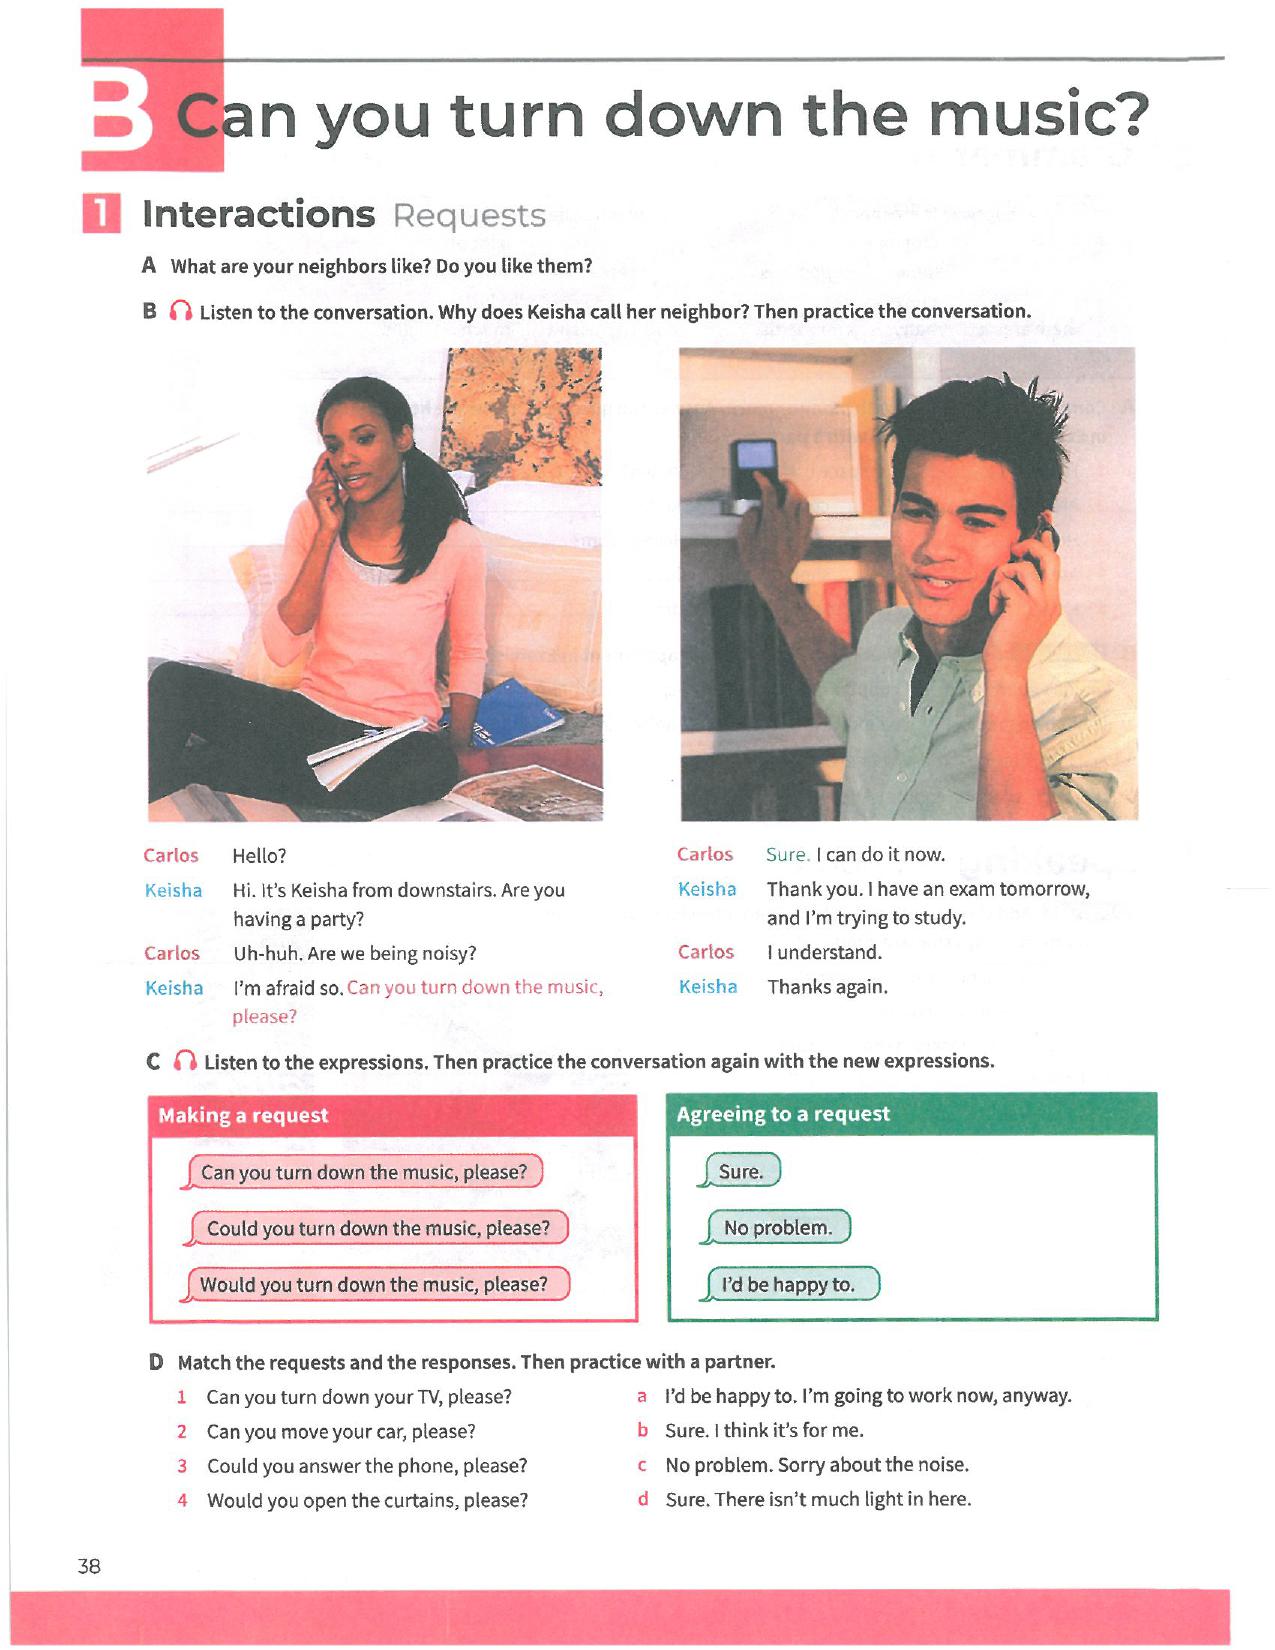 B Can you turn down the music?
1 Interactions Requests
A What are your neighbors like? Do you like them?
B Listen to the conversation. Why does Keisha call her neighbor? Then practice the conversation.
Carlos Hello?
Keisha Hi. It's Keisha from downstairs. Are you
having a party?
Carlos Uh-huh. Are we being noisy?
Keisha I'm afraid so. Can you turn down the music,
please?
Carlos Sure. I can do it now.
Keisha Thank you. I have an exam tomorrow,
and I'm trying to study.
Carlos I understand.
Keisha Thanks again.
C Listen to the expressions. Then practice the conversation again with the new expressions.
Making a request
Can you turn down the music, please?
Could you turn down the music, please?
Would you turn down the music, please?
Agreeing to a request
Sure.
No problem.
I'd be happy to.
D Match the requests and the responses. Then practice with a partner.
1 Can you turn down your TV, please?
2 Can you move your car, please?
3 Could you answer the phone, please?
4 Would you open the curtains, please?
a I'd be happy to. I'm going to work now, anyway.
b Sure. I think it's for me.
c No problem. Sorry about the noise.
d Sure. There isn't much light in here.
38